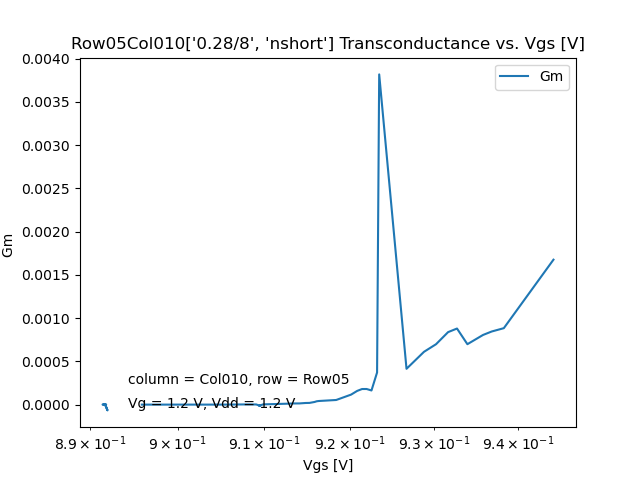 Row05Col010['0.28/8', 'nshort'] Transconductance vs. Vgs [V]
Gm
0.0040
0.0035
0.0030
0.0025
0.0020
0.0015
0.0010
0.0005
0.0000
Gm
column = Col010, row = Row05
Vg = 1.2 V, Vdd = 1.2 V
8.9 × 10⁻¹ 9 × 10⁻¹ 9.1 × 10⁻¹ 9.2 × 10⁻¹ 9.3 × 10⁻¹ 9.4 × 10⁻¹
Vgs [V]